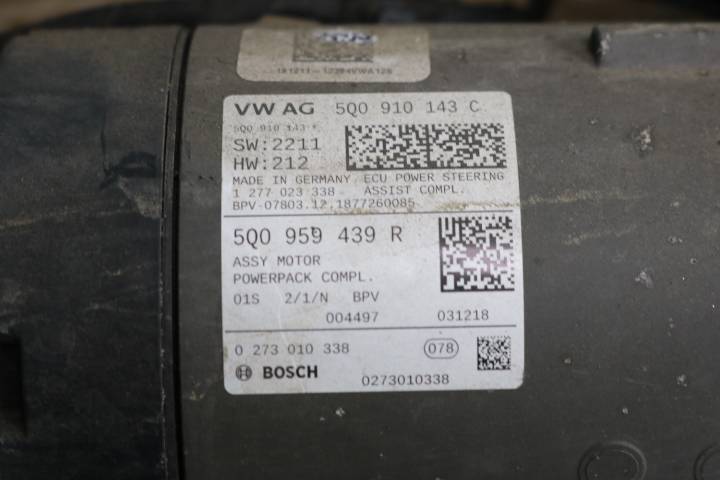 VW AG 5Q0 910 143 C
5Q0 910 143
SW:2211
HW:212
MADE IN GERMANY ECU POWER STEERING
1 277 023 338 ASSIST COMPL.
BPV-07803.12.1877260085
5Q0 959 439 R
ASSY MOTOR
POWERPACK COMPL.
01S 2/1/N BPV
004497 031218
0 273 010 338 078
BOSCH 0273010338